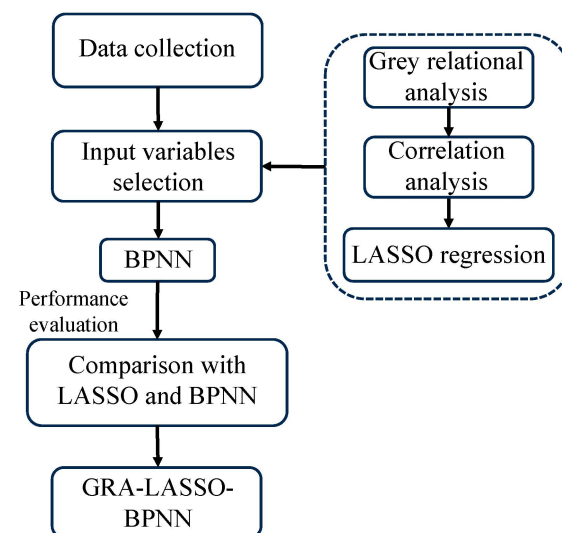 Data collection
Input variables
selection
BPNN
Performance
evaluation
Comparison with
LASSO and BPNN
GRA-LASSO-
BPNN
Grey relational
analysis
Correlation
analysis
LASSO regression